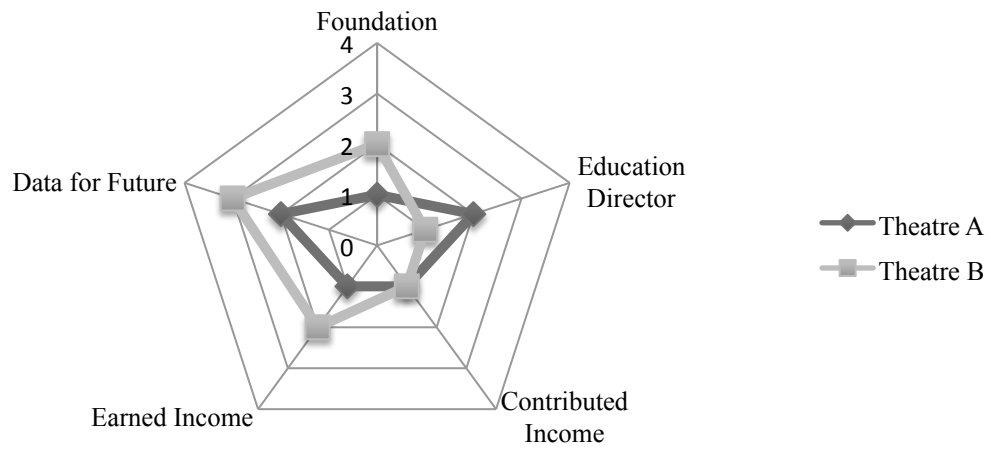 Foundation
4
3
2
1
0
Education
Director
Data for Future
Theatre A
Theatre B
Earned Income
Contributed
Income